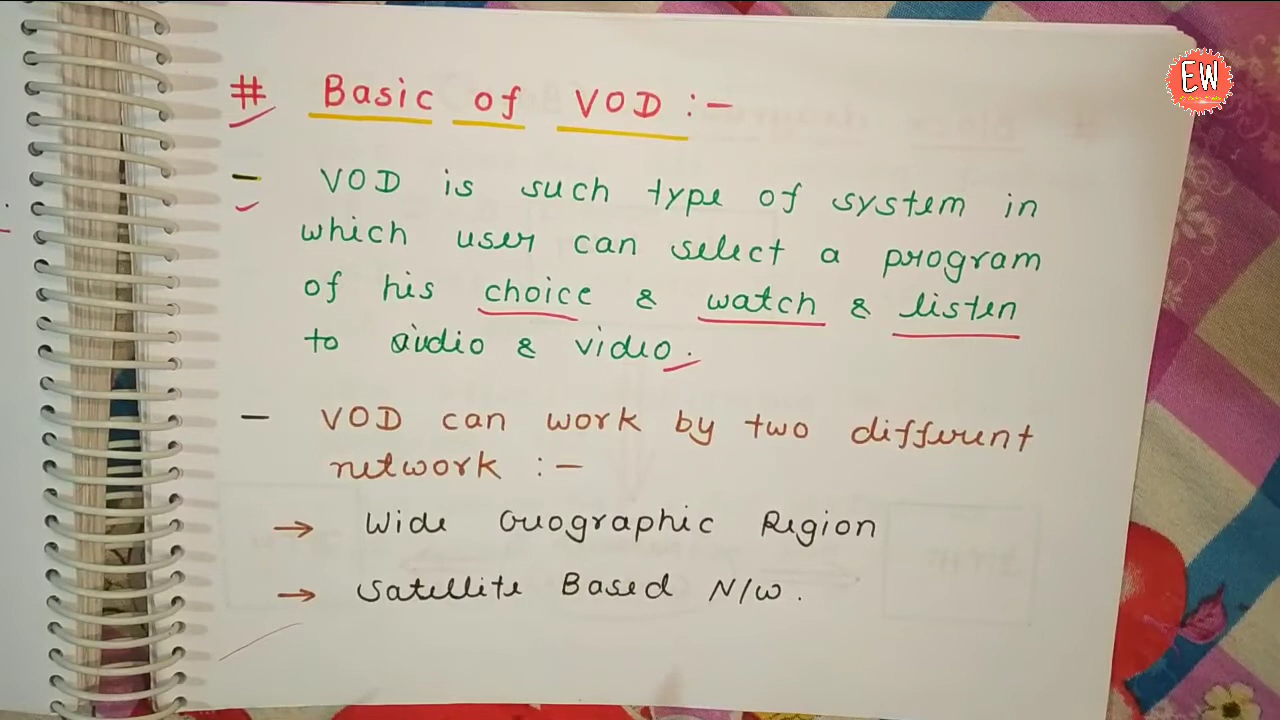 # Basic of VOD :-
EW
- VOD is such type of system in
which user can select a program
of his choice & watch & listen
to audio & video.
- VOD can work by two different
network :-
→ Wide Geographic Region
→ Satellite Based N/w.